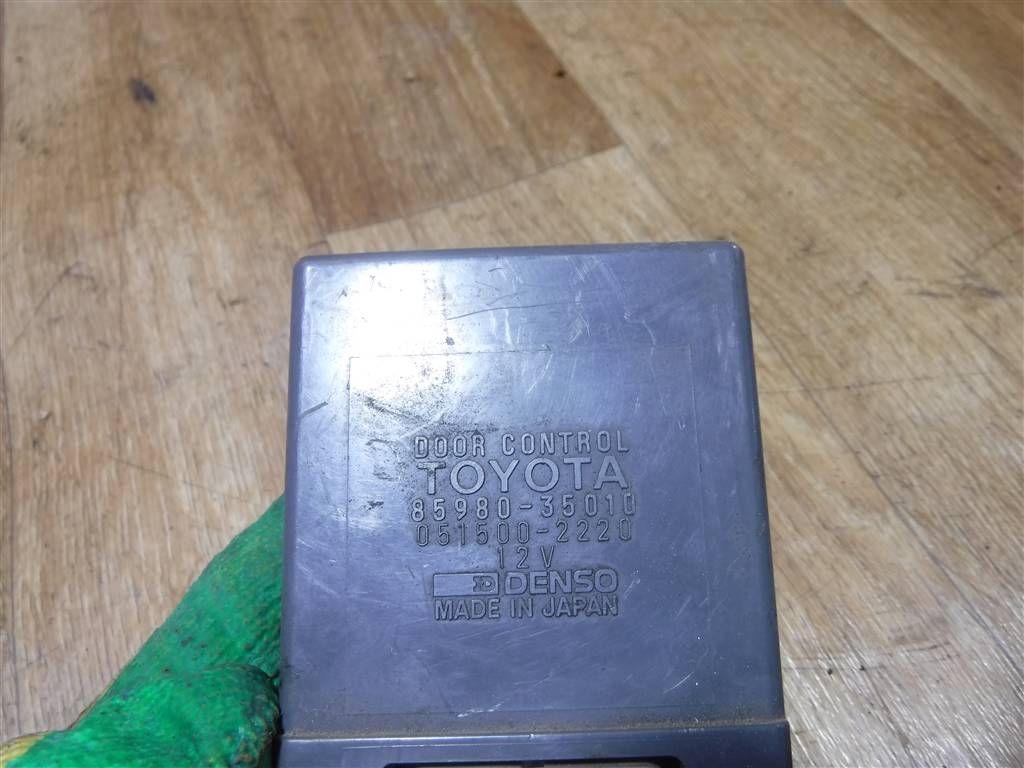 DOOR CONTROL
TOYOTA
85980-35010
051500-2220
12V
DENSO
MADE IN JAPAN